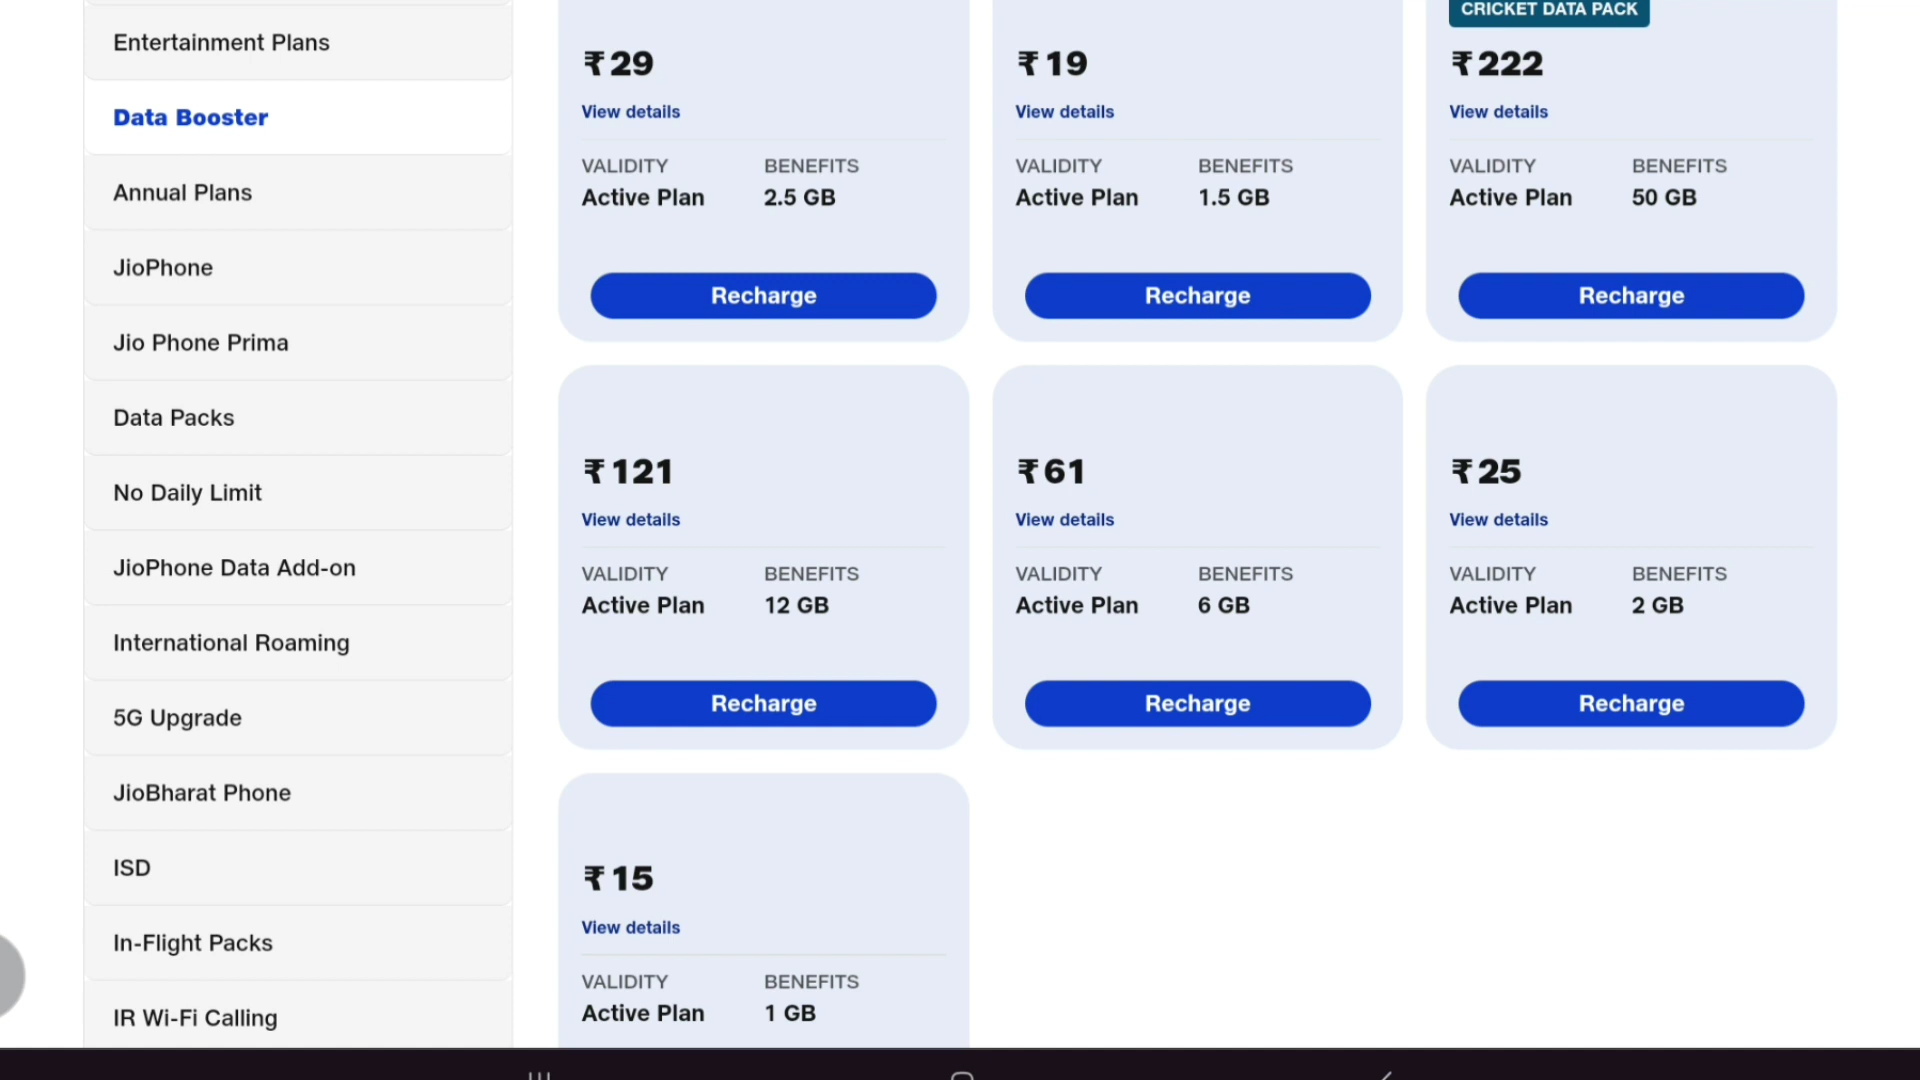 Entertainment Plans
Data Booster
Annual Plans
JioPhone
Jio Phone Prima
Data Packs
No Daily Limit
JioPhone Data Add-on
International Roaming
5G Upgrade
JioBharat Phone
ISD
In-Flight Packs
IR Wi-Fi Calling
₹29
View details
VALIDITY BENEFITS
Active Plan 2.5 GB
Recharge
₹19
View details
VALIDITY BENEFITS
Active Plan 1.5 GB
Recharge
CRICKET DATA PACK
₹222
View details
VALIDITY BENEFITS
Active Plan 50 GB
Recharge
₹121
View details
VALIDITY BENEFITS
Active Plan 12 GB
Recharge
₹61
View details
VALIDITY BENEFITS
Active Plan 6 GB
Recharge
₹25
View details
VALIDITY BENEFITS
Active Plan 2 GB
Recharge
₹15
View details
VALIDITY BENEFITS
Active Plan 1 GB